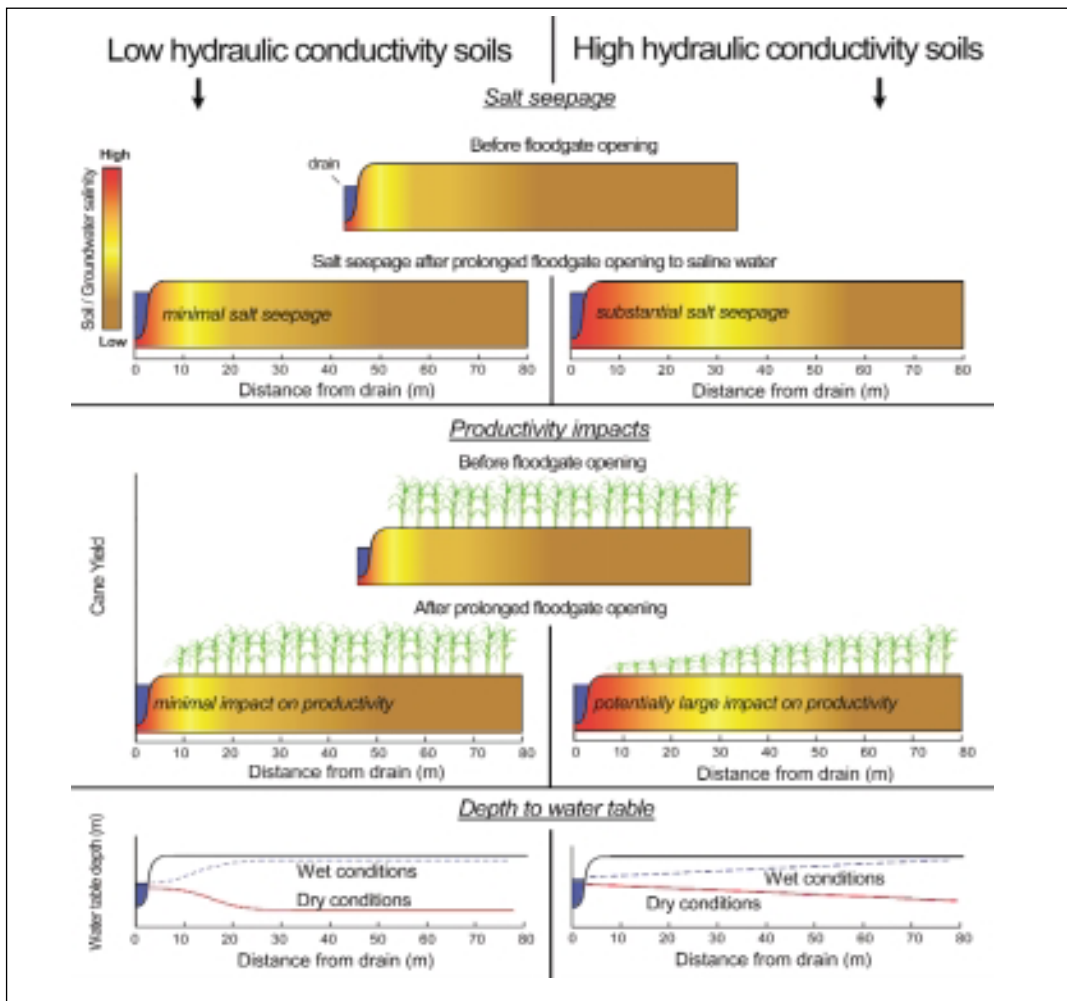 Low hydraulic conductivity soils
High hydraulic conductivity soils
Salt seepage
Before floodgate opening
drain
High
Soil / Groundwater salinity
Low
Salt seepage after prolonged floodgate opening to saline water
minimal salt seepage
substantial salt seepage
0 10 20 30 40 50 60 70 80
Distance from drain (m)
0 10 20 30 40 50 60 70 80
Distance from drain (m)
Productivity impacts
Before floodgate opening
Cane Yield
After prolonged floodgate opening
minimal impact on productivity
potentially large impact on productivity
0 10 20 30 40 50 60 70 80
Distance from drain (m)
0 10 20 30 40 50 60 70 80
Distance from drain (m)
Depth to water table
Water table depth (m)
Wet conditions
Dry conditions
Wet conditions
Dry conditions
0 10 20 30 40 50 60 70 80
Distance from drain (m)
0 10 20 30 40 50 60 70 80
Distance from drain (m)